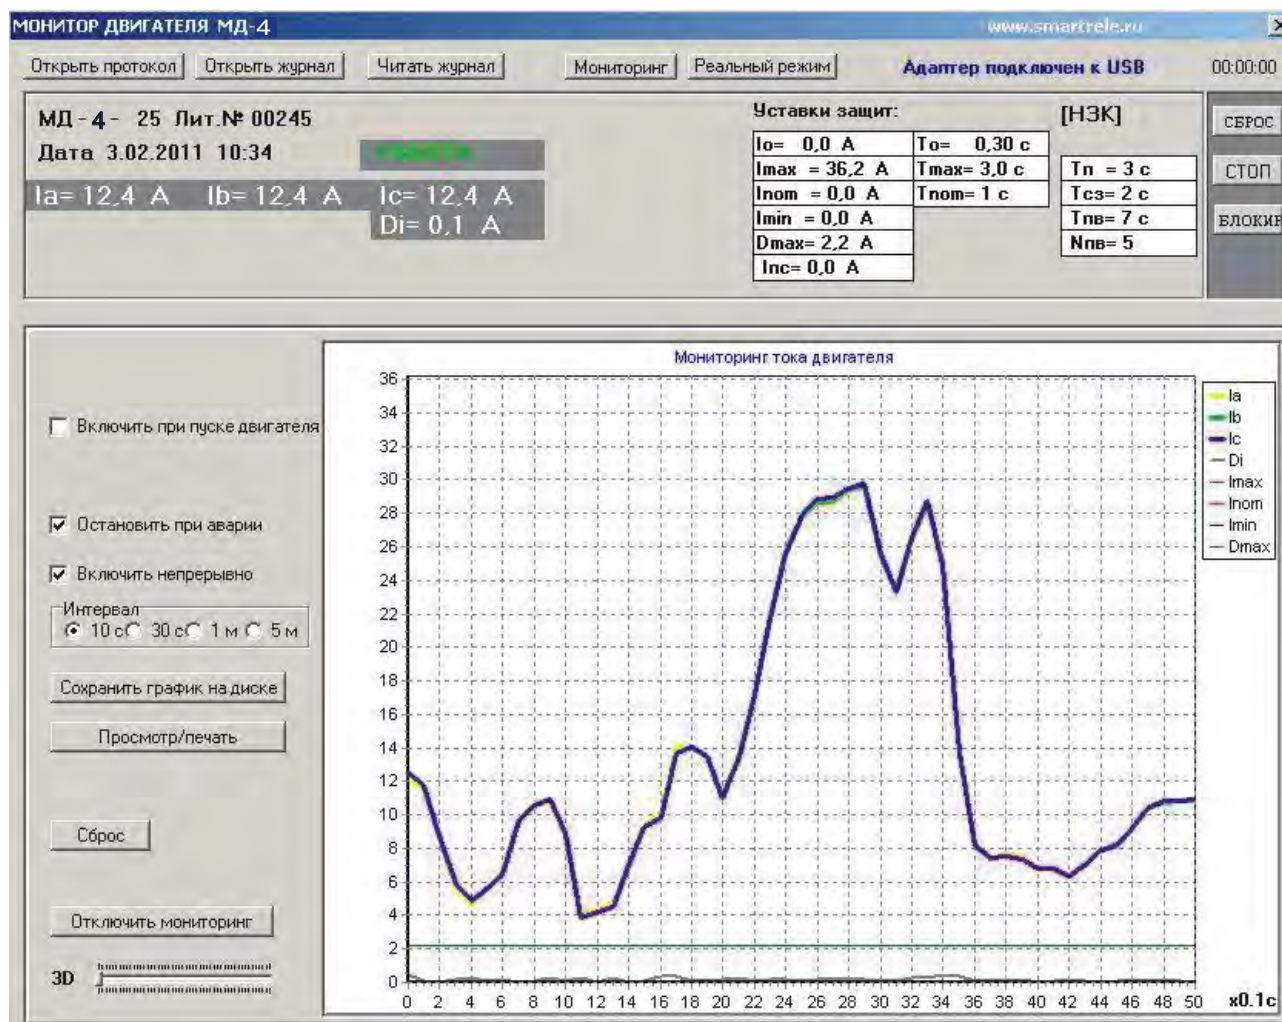 МОНИТОР ДВИГАТЕЛЯ МД-4 www.smartrele.ru
Открыть протокол Открыть журнал Читать журнал Мониторинг Реальный режим Адаптер подключен к USB 00:00:00
МД - 4 - 25 Лит.№ 00245 Уставки защит: [НЗК] СБРОС
Дата 3.02.2011 10:34 Io= 0,0 А To= 0,30 с
Imax = 36,2 А Tmax= 3,0 с Тп = 3 с СТОП
Ia= 12,4 А Ib= 12,4 А Ic= 12,4 А Inom = 0,0 А Tnom= 1 с Тсз= 2 с
Di= 0,1 А Imin = 0,0 А Тпв= 7 с БЛОКИР
Dmax= 2,2 А Nпв= 5
Inc= 0,0 А
Мониторинг тока двигателя
Включить при пуске двигателя
Остановить при аварии
Включить непрерывно
Интервал
10 с 30 с 1 м 5 м
Сохранить график на диске
Просмотр/печать
Сброс
Отключить мониторинг
3D
36
34
32
30
28
26
24
22
20
18
16
14
12
10
8
6
4
2
0
0 2 4 6 8 10 12 14 16 18 20 22 24 26 28 30 32 34 36 38 40 42 44 46 48 50 x0.1c
Ia
Ib
Ic
Di
Imax
Inom
Imin
Dmax